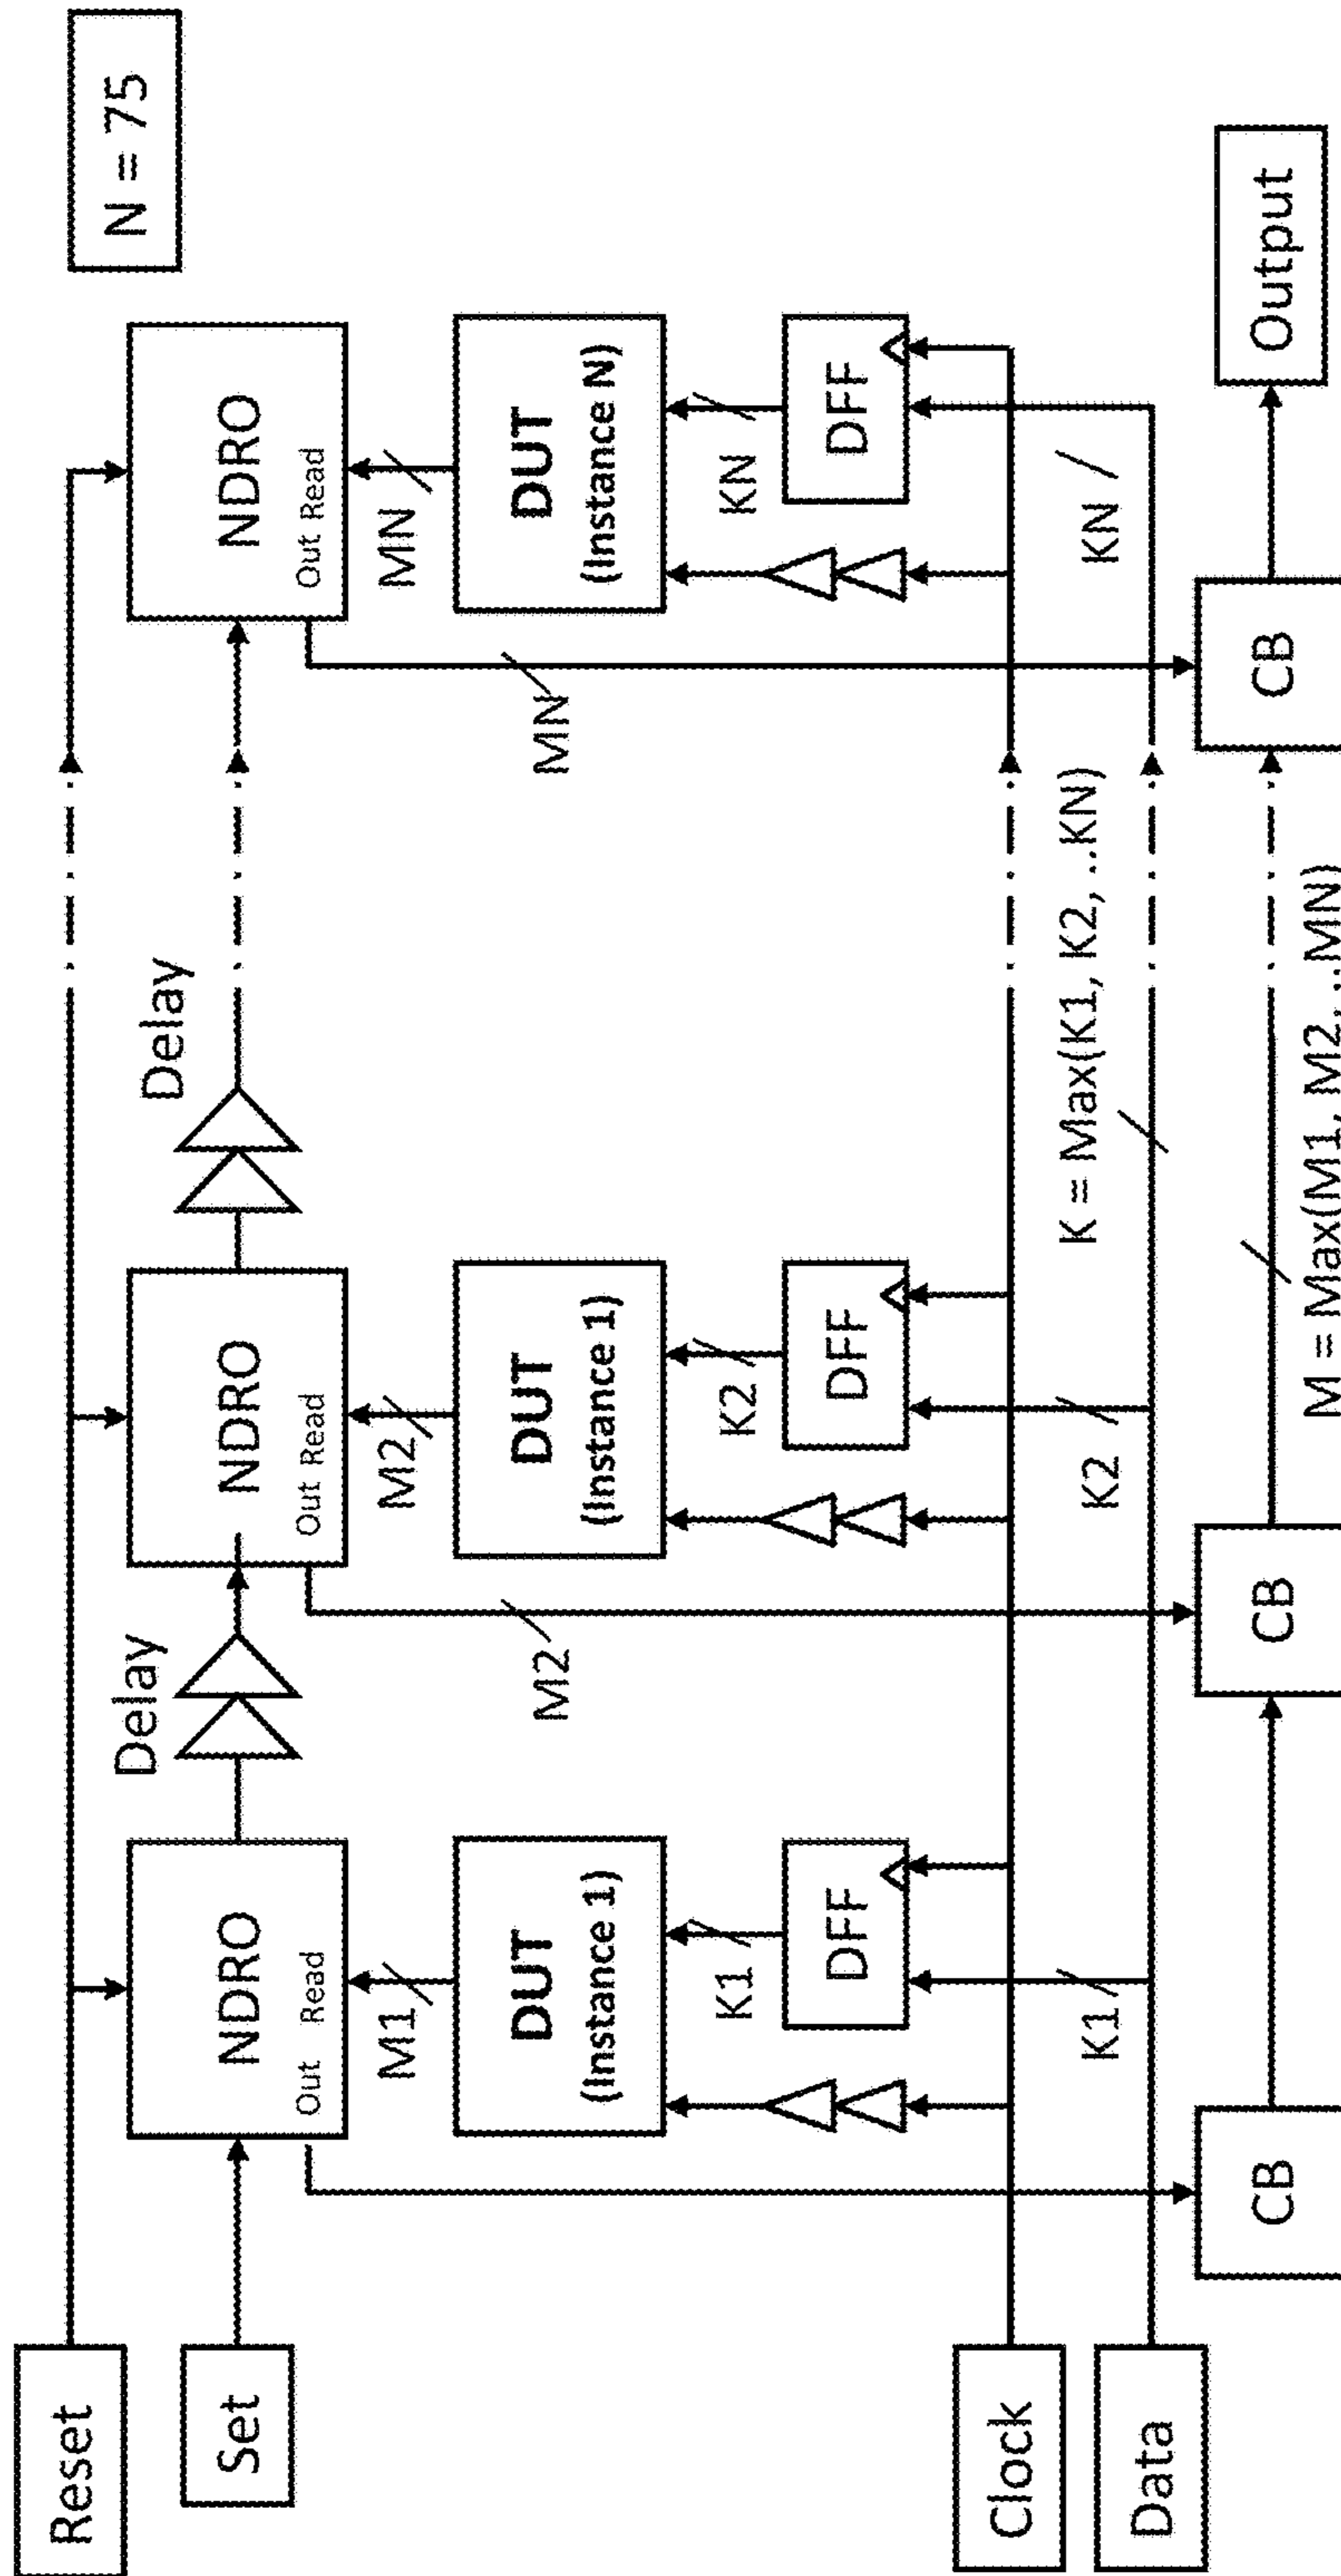 N = 75
Reset
Set
Delay
Delay
NDRO
Out Read
NDRO
Out Read
NDRO
Out Read
M1
M2
MN
M2
MN
DUT
(Instance 1)
DUT
(Instance 1)
DUT
(Instance N)
K1
K2
KN
DFF
DFF
DFF
Clock
K = Max(K1, K2, ..KN)
K1
K2
KN
Data
CB
CB
CB
Output
M = Max(M1, M2, ..MN)